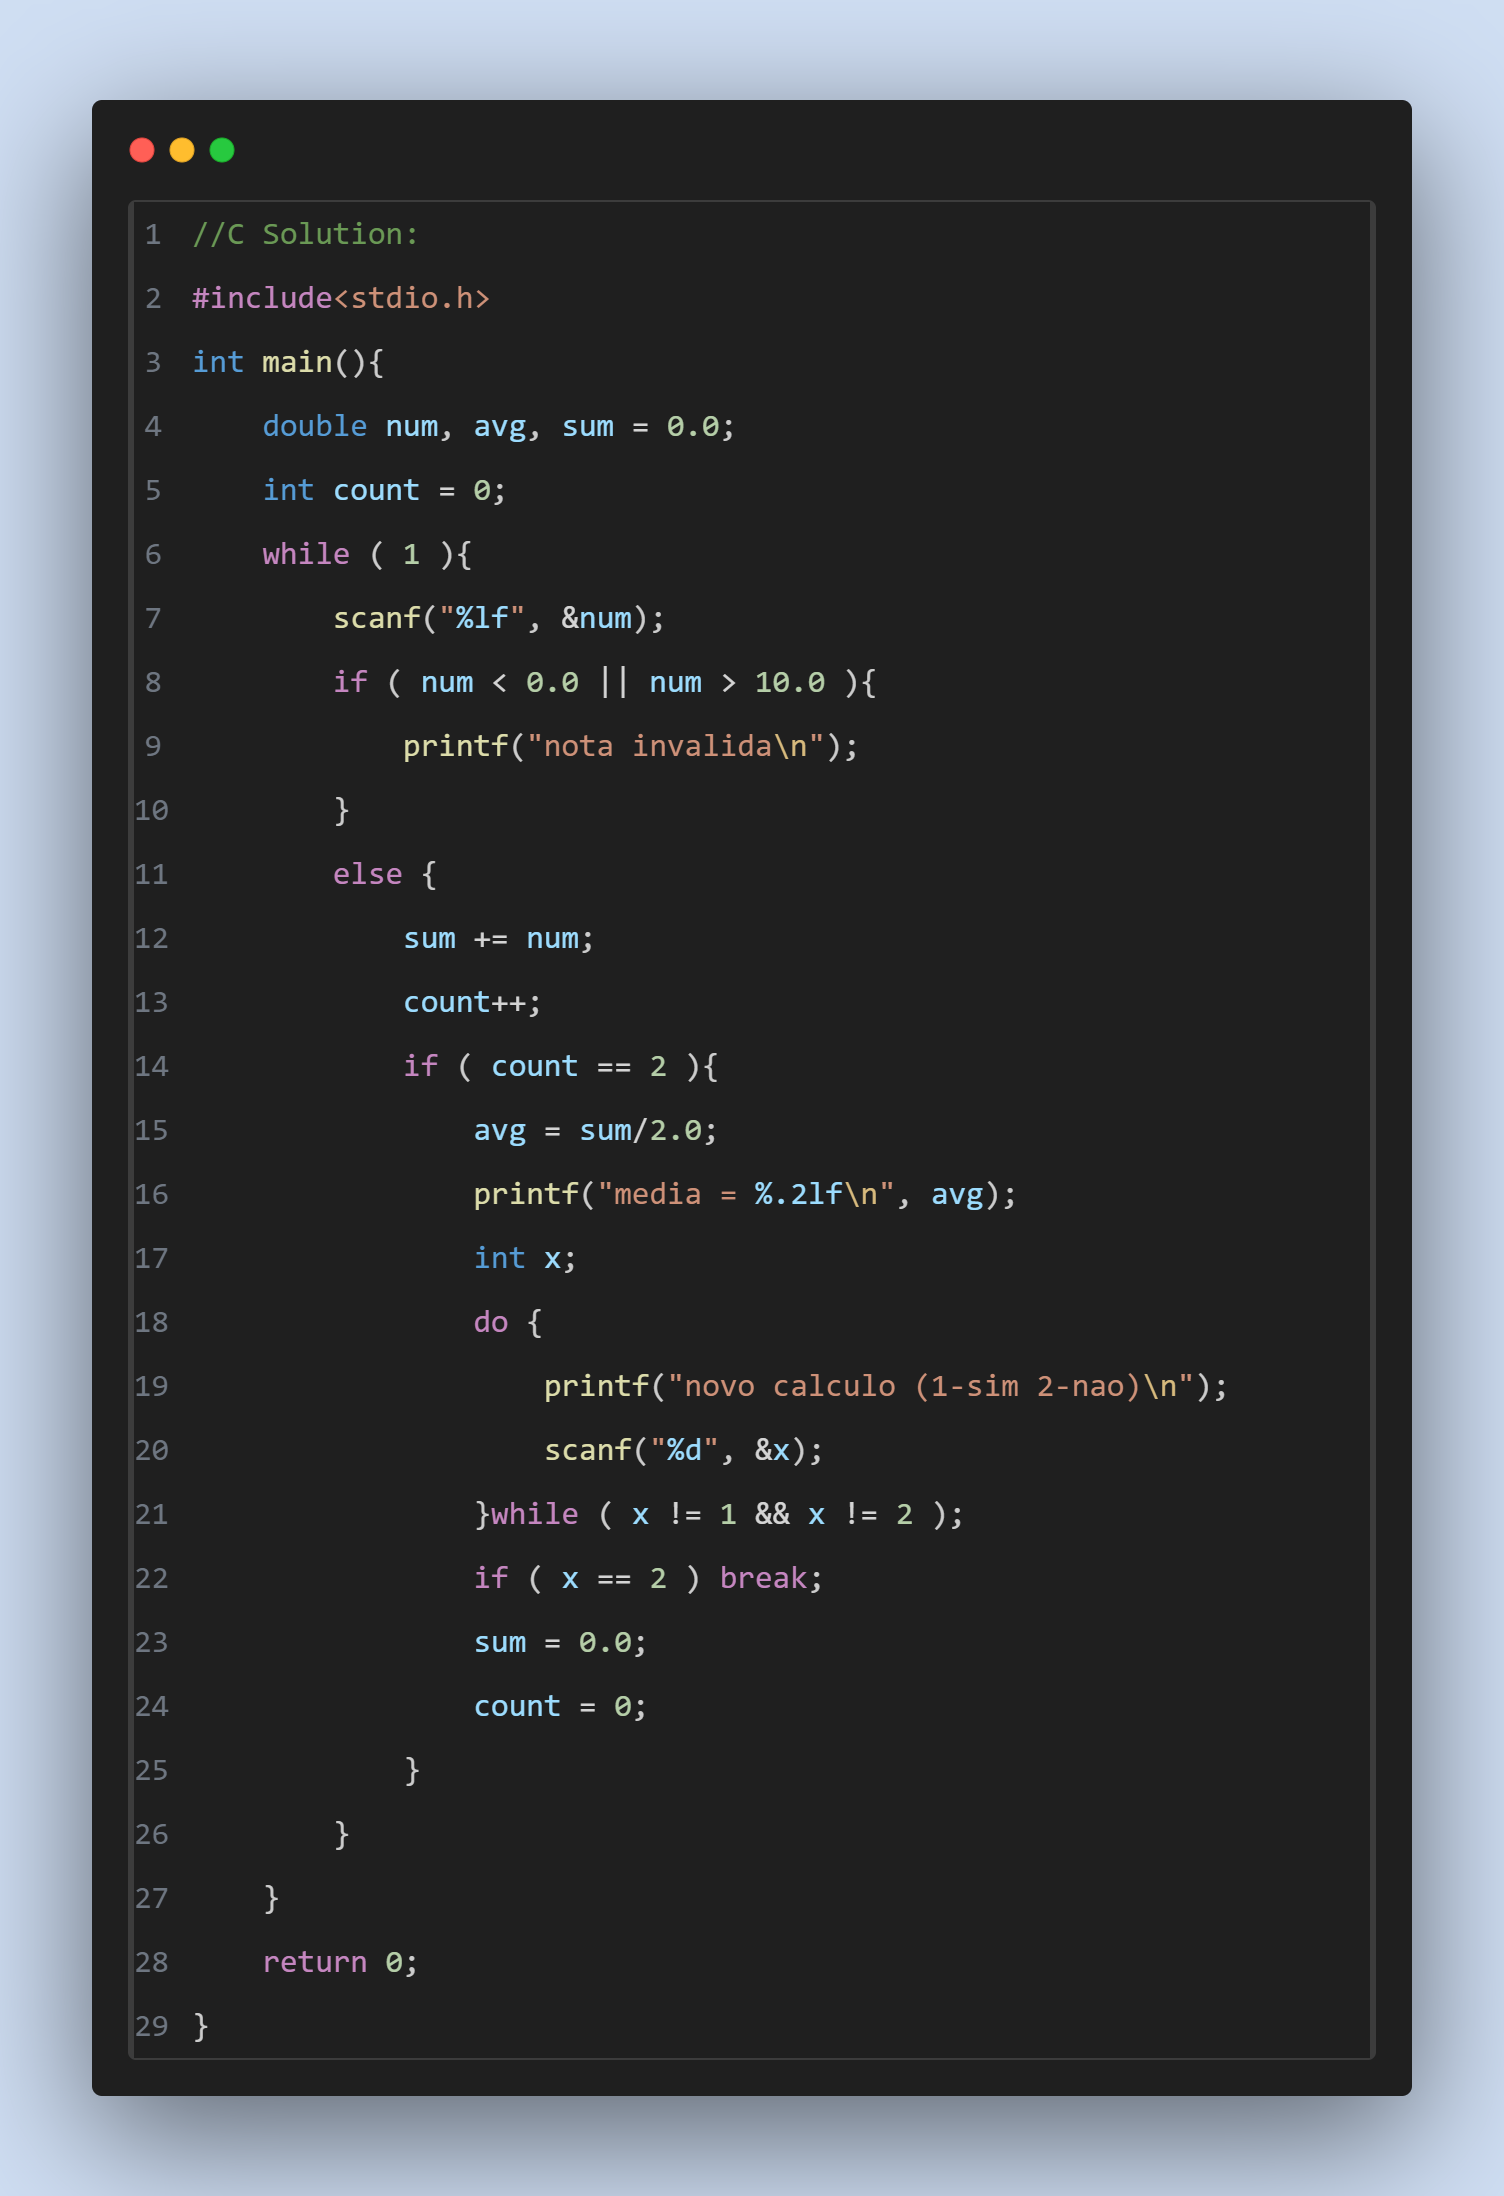 1 //C Solution:
2 #include<stdio.h>
3 int main(){
4     double num, avg, sum = 0.0;
5     int count = 0;
6     while ( 1 ){
7         scanf("%lf", &num);
8         if ( num < 0.0 || num > 10.0 ){
9             printf("nota invalida\n");
10         }
11         else {
12             sum += num;
13             count++;
14             if ( count == 2 ){
15                 avg = sum/2.0;
16                 printf("media = %.2lf\n", avg);
17                 int x;
18                 do {
19                     printf("novo calculo (1-sim 2-nao)\n");
20                     scanf("%d", &x);
21                 }while ( x != 1 && x != 2 );
22                 if ( x == 2 ) break;
23                 sum = 0.0;
24                 count = 0;
25             }
26         }
27     }
28     return 0;
29 }